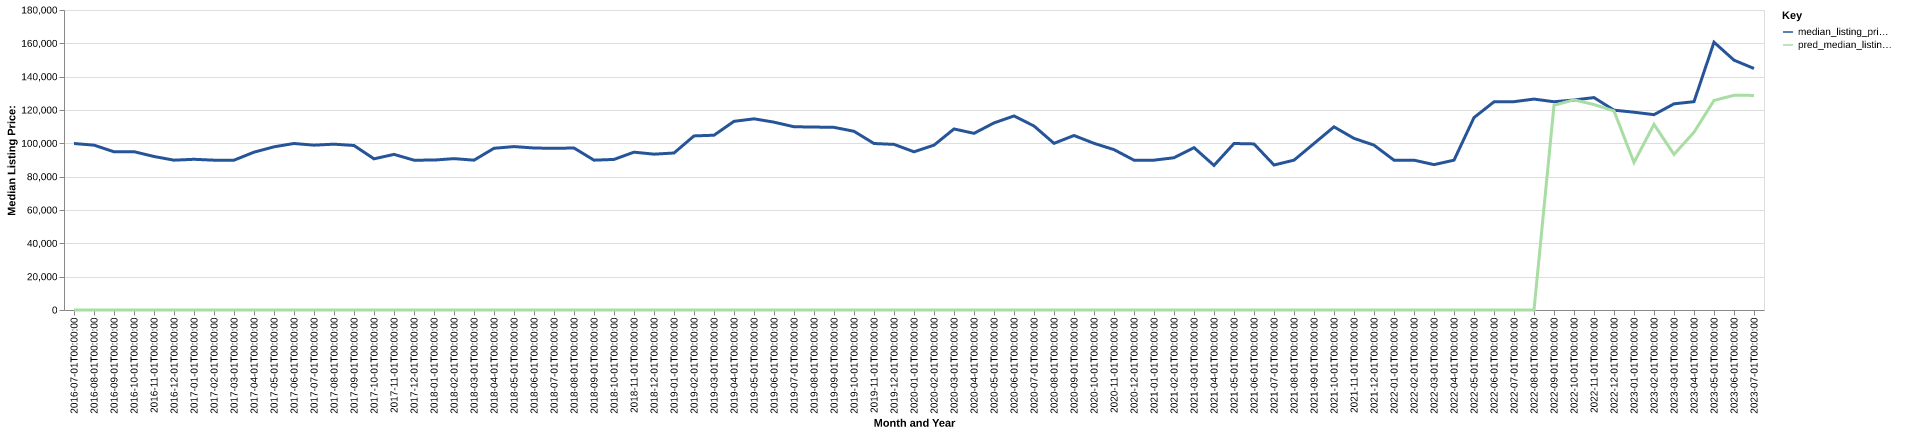 180,000
160,000
140,000
120,000
100,000
80,000
60,000
40,000
20,000
0
Median Listing Price:
2016-07-01T00:00:00
2016-08-01T00:00:00
2016-09-01T00:00:00
2016-10-01T00:00:00
2016-11-01T00:00:00
2016-12-01T00:00:00
2017-01-01T00:00:00
2017-02-01T00:00:00
2017-03-01T00:00:00
2017-04-01T00:00:00
2017-05-01T00:00:00
2017-06-01T00:00:00
2017-07-01T00:00:00
2017-08-01T00:00:00
2017-09-01T00:00:00
2017-10-01T00:00:00
2017-11-01T00:00:00
2017-12-01T00:00:00
2018-01-01T00:00:00
2018-02-01T00:00:00
2018-03-01T00:00:00
2018-04-01T00:00:00
2018-05-01T00:00:00
2018-06-01T00:00:00
2018-07-01T00:00:00
2018-08-01T00:00:00
2018-09-01T00:00:00
2018-10-01T00:00:00
2018-11-01T00:00:00
2018-12-01T00:00:00
2019-01-01T00:00:00
2019-02-01T00:00:00
2019-03-01T00:00:00
2019-04-01T00:00:00
2019-05-01T00:00:00
2019-06-01T00:00:00
2019-07-01T00:00:00
2019-08-01T00:00:00
2019-09-01T00:00:00
2019-10-01T00:00:00
2019-11-01T00:00:00
2019-12-01T00:00:00
2020-01-01T00:00:00
2020-02-01T00:00:00
2020-03-01T00:00:00
2020-04-01T00:00:00
2020-05-01T00:00:00
2020-06-01T00:00:00
2020-07-01T00:00:00
2020-08-01T00:00:00
2020-09-01T00:00:00
2020-10-01T00:00:00
2020-11-01T00:00:00
2020-12-01T00:00:00
2021-01-01T00:00:00
2021-02-01T00:00:00
2021-03-01T00:00:00
2021-04-01T00:00:00
2021-05-01T00:00:00
2021-06-01T00:00:00
2021-07-01T00:00:00
2021-08-01T00:00:00
2021-09-01T00:00:00
2021-10-01T00:00:00
2021-11-01T00:00:00
2021-12-01T00:00:00
2022-01-01T00:00:00
2022-02-01T00:00:00
2022-03-01T00:00:00
2022-04-01T00:00:00
2022-05-01T00:00:00
2022-06-01T00:00:00
2022-07-01T00:00:00
2022-08-01T00:00:00
2022-09-01T00:00:00
2022-10-01T00:00:00
2022-11-01T00:00:00
2022-12-01T00:00:00
2023-01-01T00:00:00
2023-02-01T00:00:00
2023-03-01T00:00:00
2023-04-01T00:00:00
2023-05-01T00:00:00
2023-06-01T00:00:00
2023-07-01T00:00:00
Month and Year
Key
median_listing_pri…
pred_median_listin…